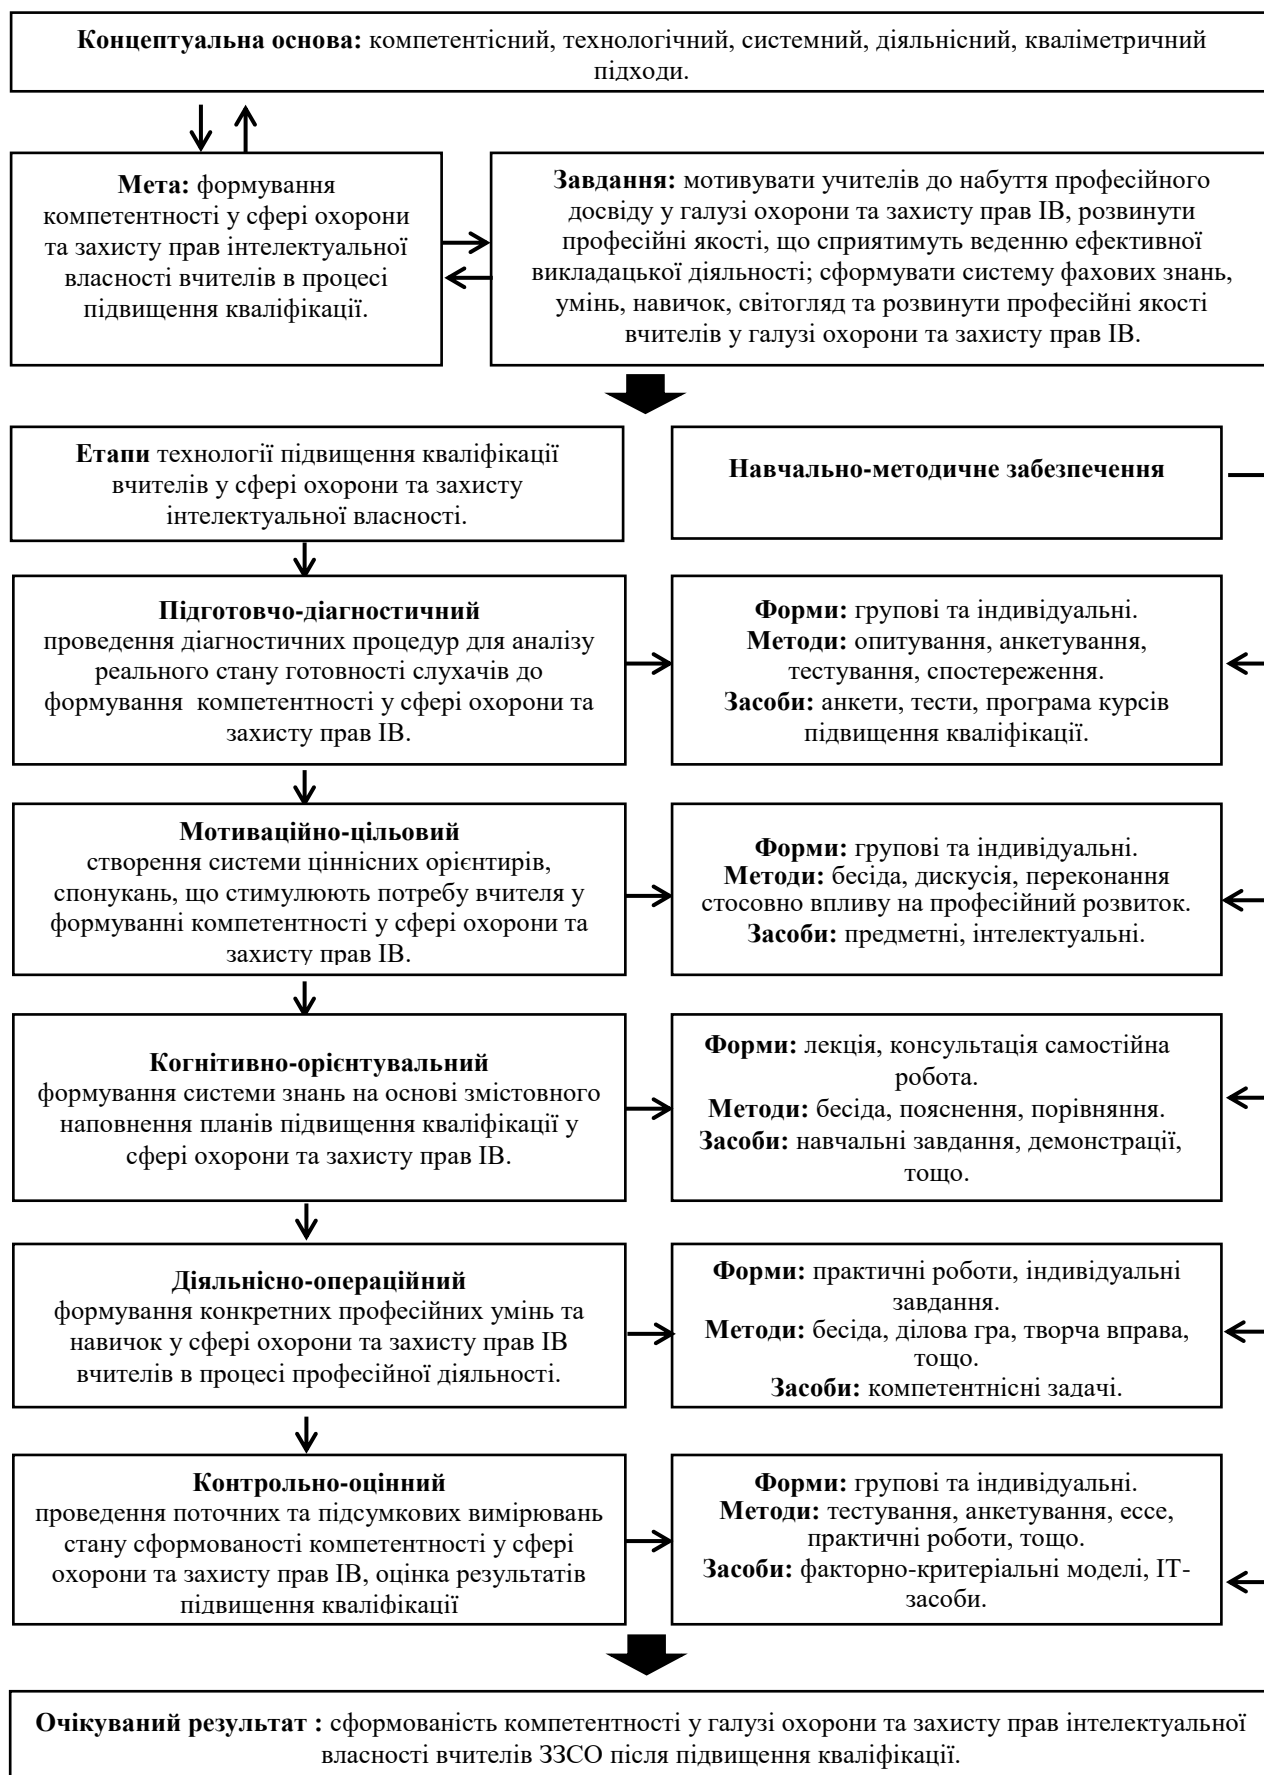 Концептуальна основа: компетентісний, технологічний, системний, діяльнісний, кваліметричний
підходи.
Мета: формування
компетентності у сфері охорони
та захисту прав інтелектуальної
власності вчителів в процесі
підвищення кваліфікації.
Завдання: мотивувати учителів до набуття професійного
досвіду у галузі охорони та захисту прав ІВ, розвинути
професійні якості, що сприятимуть веденню ефективної
викладацької діяльності; сформувати систему фахових знань,
умінь, навичок, світогляд та розвинути професійні якості
вчителів у галузі охорони та захисту прав ІВ.
Етапи технології підвищення кваліфікації
вчителів у сфері охорони та захисту
інтелектуальної власності.
Навчально-методичне забезпечення
Підготовчо-діагностичний
проведення діагностичних процедур для аналізу
реального стану готовності слухачів до
формування компетентності у сфері охорони та
захисту прав ІВ.
Форми: групові та індивідуальні.
Методи: опитування, анкетування,
тестування, спостереження.
Засоби: анкети, тести, програма курсів
підвищення кваліфікації.
Мотиваційно-цільовий
створення системи ціннісних орієнтирів,
спонукань, що стимулюють потребу вчителя у
формуванні компетентності у сфері охорони та
захисту прав ІВ.
Форми: групові та індивідуальні.
Методи: бесіда, дискусія, переконання
стосовно впливу на професійний розвиток.
Засоби: предметні, інтелектуальні.
Когнітивно-орієнтувальний
формування системи знань на основі змістовного
наповнення планів підвищення кваліфікації у
сфері охорони та захисту прав ІВ.
Форми: лекція, консультація самостійна
робота.
Методи: бесіда, пояснення, порівняння.
Засоби: навчальні завдання, демонстрації,
тощо.
Діяльнісно-операційний
формування конкретних професійних умінь та
навичок у сфері охорони та захисту прав ІВ
вчителів в процесі професійної діяльності.
Форми: практичні роботи, індивідуальні
завдання.
Методи: бесіда, ділова гра, творча вправа,
тощо.
Засоби: компетентнісні задачі.
Контрольно-оцінний
проведення поточних та підсумкових вимірювань
стану сформованості компетентності у сфері
охорони та захисту прав ІВ, оцінка результатів
підвищення кваліфікації
Форми: групові та індивідуальні.
Методи: тестування, анкетування, ессе,
практичні роботи, тощо.
Засоби: факторно-критеріальні моделі, ІТ-
засоби.
Очікуваний результат : сформованість компетентності у галузі охорони та захисту прав інтелектуальної
власності вчителів ЗЗСО після підвищення кваліфікації.